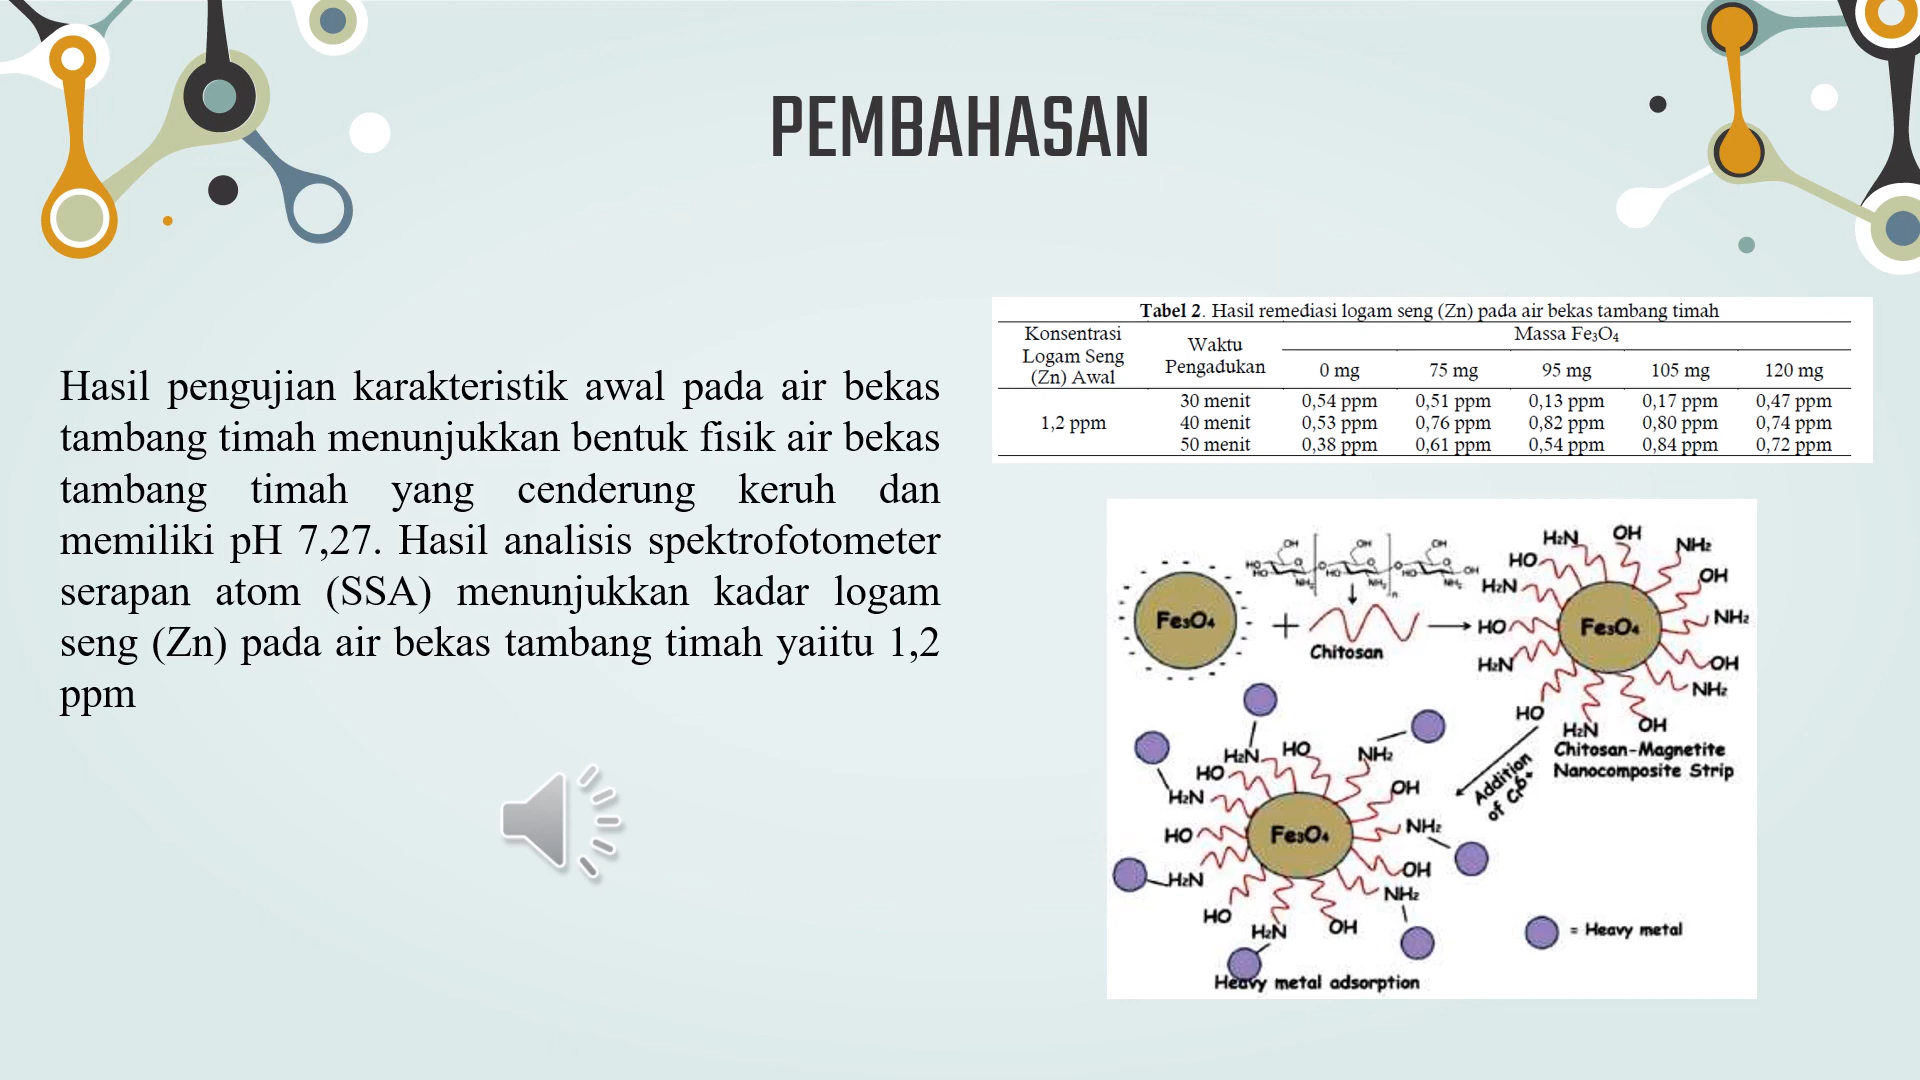 PEMBAHASAN
Hasil pengujian karakteristik awal pada air bekas
tambang timah menunjukkan bentuk fisik air bekas
tambang timah yang cenderung keruh dan
memiliki pH 7,27. Hasil analisis spektrofotometer
serapan atom (SSA) menunjukkan kadar logam
seng (Zn) pada air bekas tambang timah yaiitu 1,2
ppm
Tabel 2. Hasil remediasi logam seng (Zn) pada air bekas tambang timah
Konsentrasi Logam Seng (Zn) Awal Waktu Pengadukan Massa Fe₃O₄
0 mg 75 mg 95 mg 105 mg 120 mg
30 menit 0,54 ppm 0,51 ppm 0,13 ppm 0,17 ppm 0,47 ppm
1,2 ppm 40 menit 0,53 ppm 0,76 ppm 0,82 ppm 0,80 ppm 0,74 ppm
50 menit 0,38 ppm 0,61 ppm 0,54 ppm 0,84 ppm 0,72 ppm
Fe₃O₄
+
Chitosan
H₂N OH NH₂
HO OH
H₂N NH₂
HO Fe₃O₄
H₂N OH
NH₂
HO H₂N OH
Chitosan-Magnetite
Nanocomposite Strip
Addition
of Cr⁶⁺
H₂N HO NH₂
HO OH
H₂N NH₂
HO Fe₃O₄
H₂N OH
NH₂
HO H₂N OH
= Heavy metal
Heavy metal adsorption